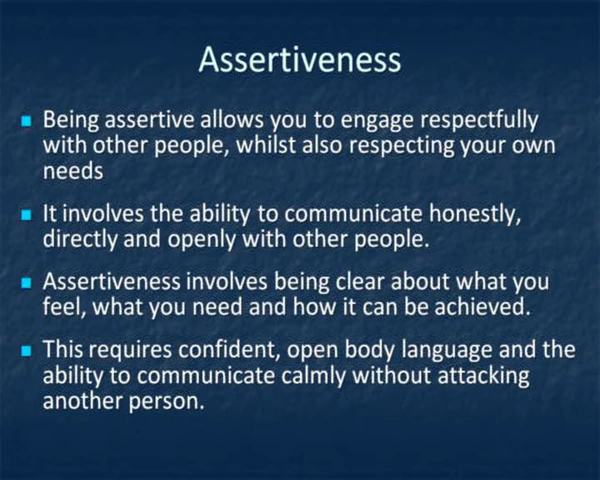 Assertiveness
Being assertive allows you to engage respectfully
with other people, whilst also respecting your own
needs
It involves the ability to communicate honestly,
directly and openly with other people.
Assertiveness involves being clear about what you
feel, what you need and how it can be achieved.
This requires confident, open body language and the
ability to communicate calmly without attacking
another person.